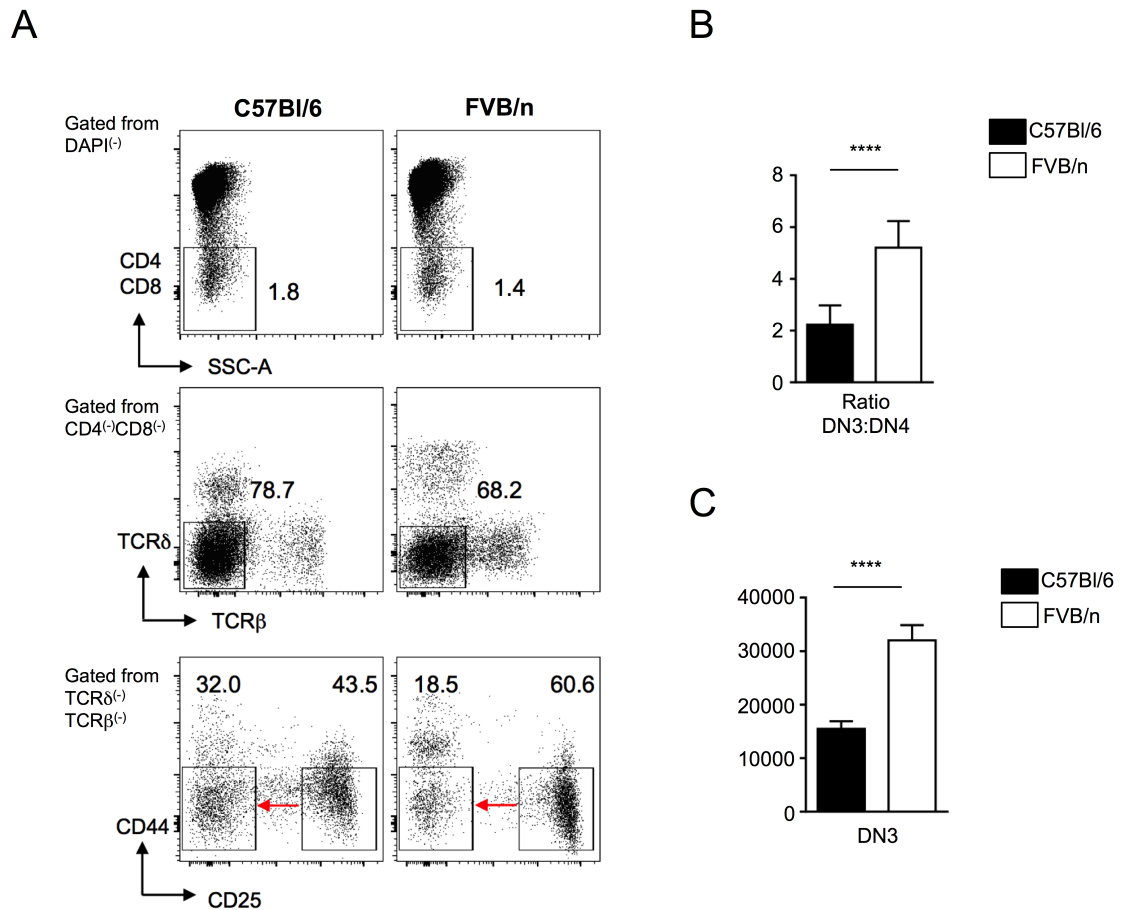 A
C57Bl/6
FVB/n
Gated from
DAPI(-)
CD4
CD8
1.8
1.4
SSC-A
Gated from
CD4(-)CD8(-)
78.7
68.2
TCRδ
TCRβ
Gated from
TCRδ(-)
TCRβ(-)
32.0
43.5
18.5
60.6
CD44
CD25
B
C57Bl/6
FVB/n
****
8
6
4
2
0
Ratio
DN3:DN4
C
C57Bl/6
FVB/n
****
40000
30000
20000
10000
0
DN3